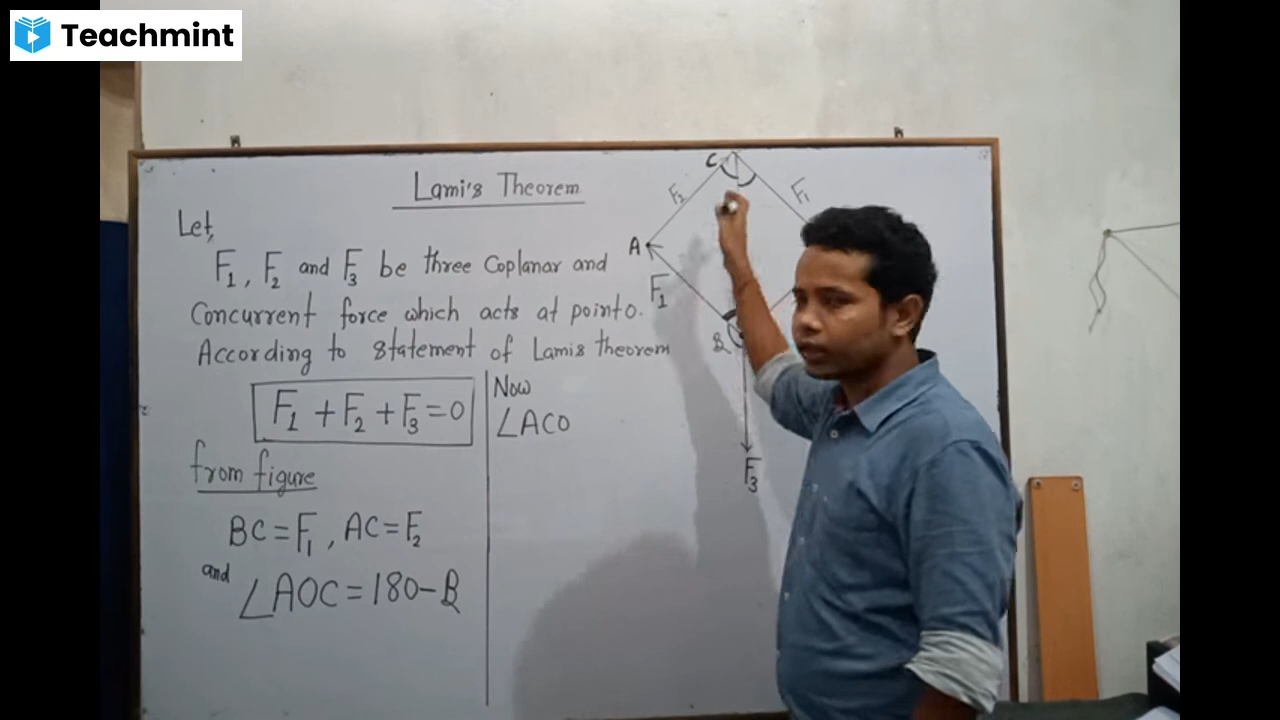 Teachmint
Lami's Theorem
Let,
F1, F2 and F3 be three Coplanar and
Concurrent force which acts at point O.
According to Statement of Lamis theorem
F1 + F2 + F3 = 0
from figure
BC = F1, AC = F2
and ∠AOC = 180 - β
Now
∠ACO
C
F2
F1
A
F1
β
F3